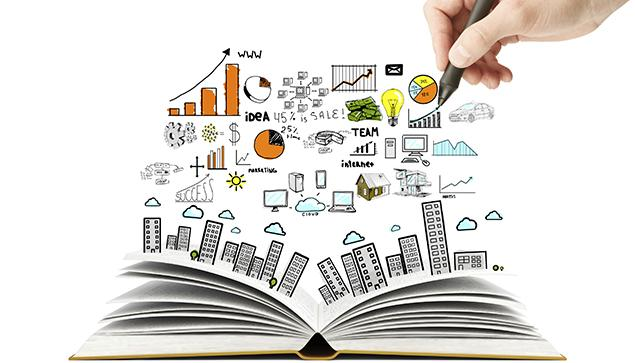 WWW
iDEA 45% is SALE!
25%
TEAM
internet
MARKETING
SUCCESS
CLOUD